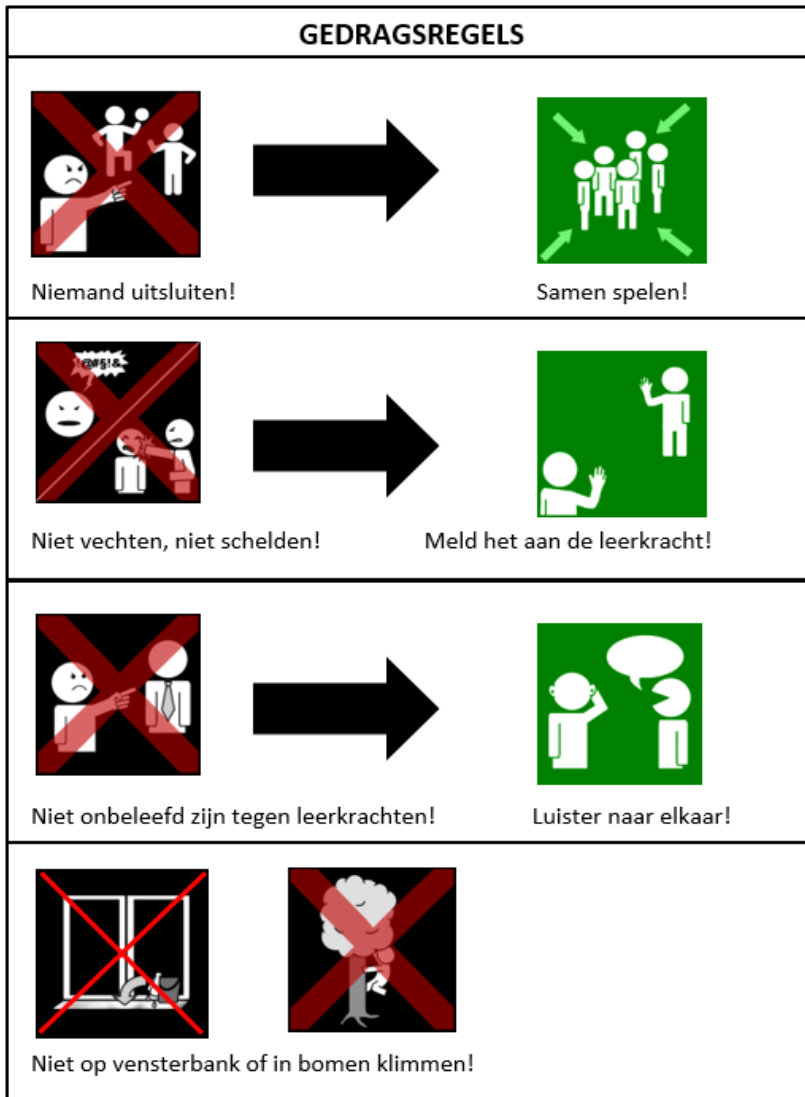 GEDRAGSREGELS
Niemand uitsluiten!
Samen spelen!
!@#§!&
Niet vechten, niet schelden!
Meld het aan de leerkracht!
Niet onbeleefd zijn tegen leerkrachten!
Luister naar elkaar!
Niet op vensterbank of in bomen klimmen!